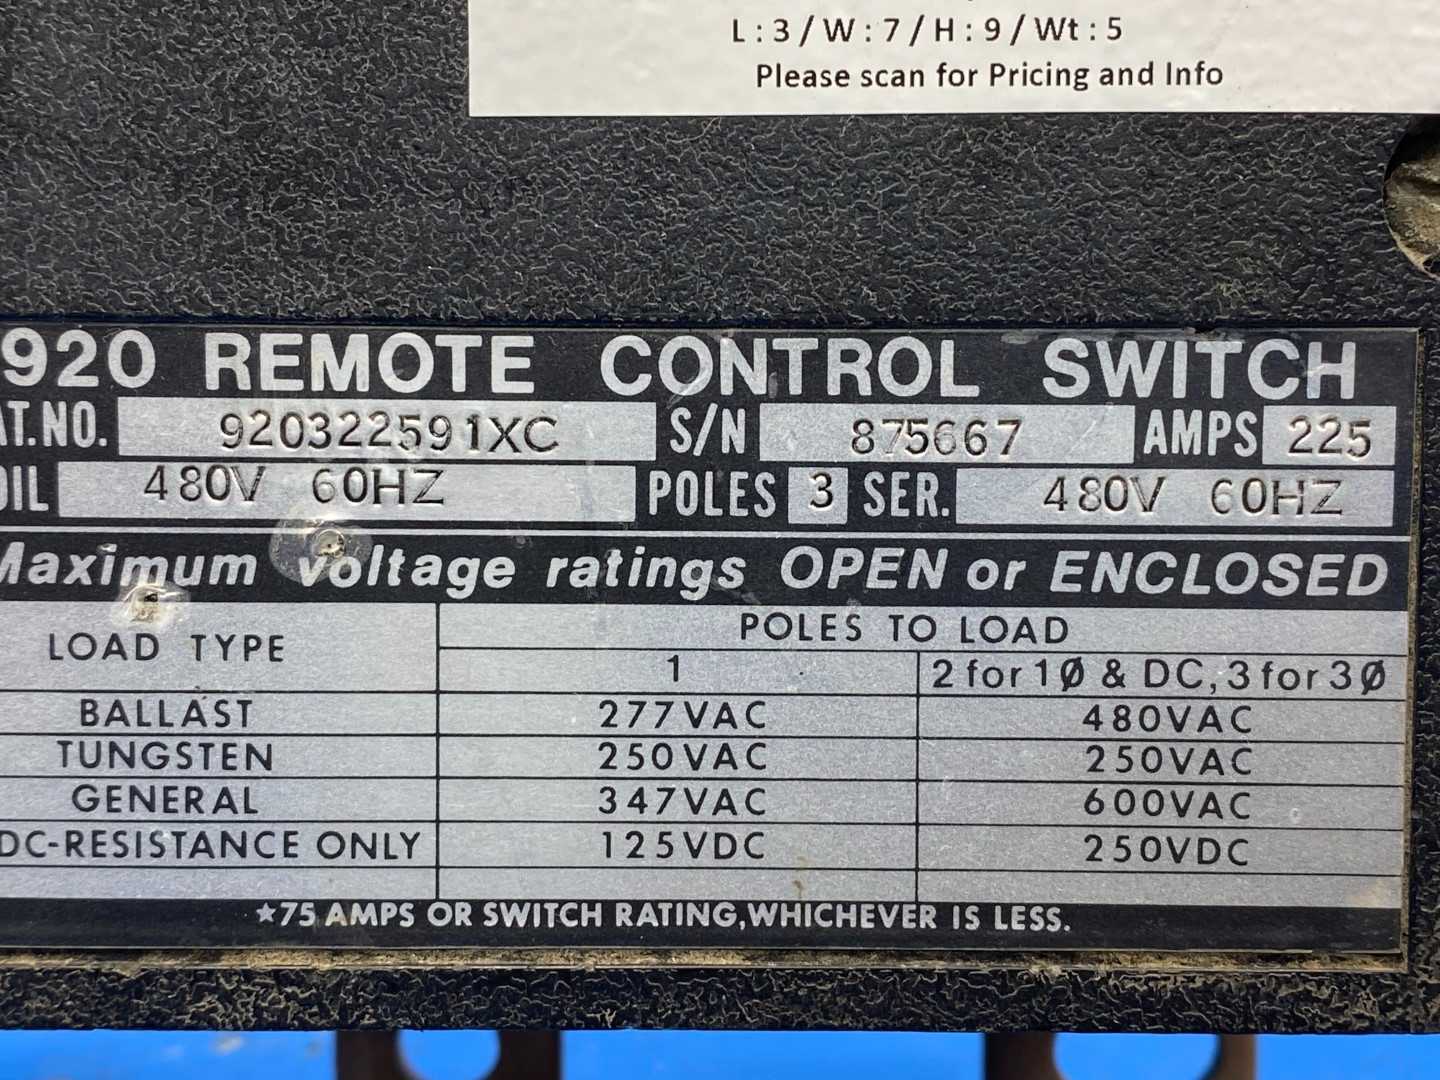 L : 3 / W : 7 / H : 9 / Wt : 5
Please scan for Pricing and Info
920 REMOTE CONTROL SWITCH
AT.NO. 920322591XC S/N 875667 AMPS 225
OIL 480V 60HZ POLES 3 SER. 480V 60HZ
Maximum voltage ratings OPEN or ENCLOSED
LOAD TYPE POLES TO LOAD
1 2 for 1Ø & DC, 3 for 3Ø
BALLAST 277VAC 480VAC
TUNGSTEN 250VAC 250VAC
GENERAL 347VAC 600VAC
DC-RESISTANCE ONLY 125VDC 250VDC
★75 AMPS OR SWITCH RATING,WHICHEVER IS LESS.